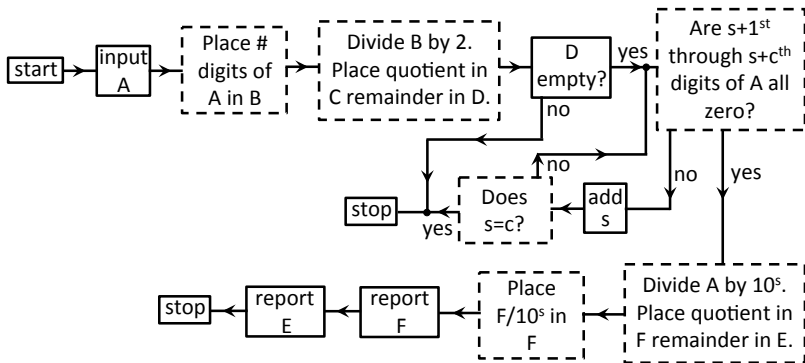 start
input
A
Place #
digits of
A in B
Divide B by 2.
Place quotient in
C remainder in D.
D
empty?
yes
no
Are s+1st
through s+cth
digits of A all
zero?
no
yes
add
s
Does
s=c?
no
yes
stop
Divide A by 10s.
Place quotient in
F remainder in E.
Place
F/10s in
F
report
F
report
E
stop